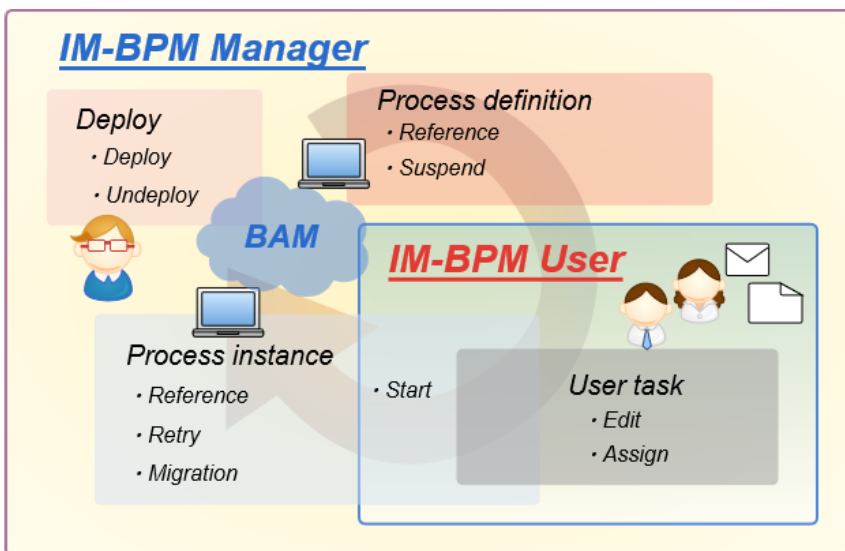 IM-BPM Manager
Deploy
・Deploy
・Undeploy
Process definition
・Reference
・Suspend
BAM
IM-BPM User
Process instance
・Reference
・Retry
・Migration
・Start
User task
・Edit
・Assign